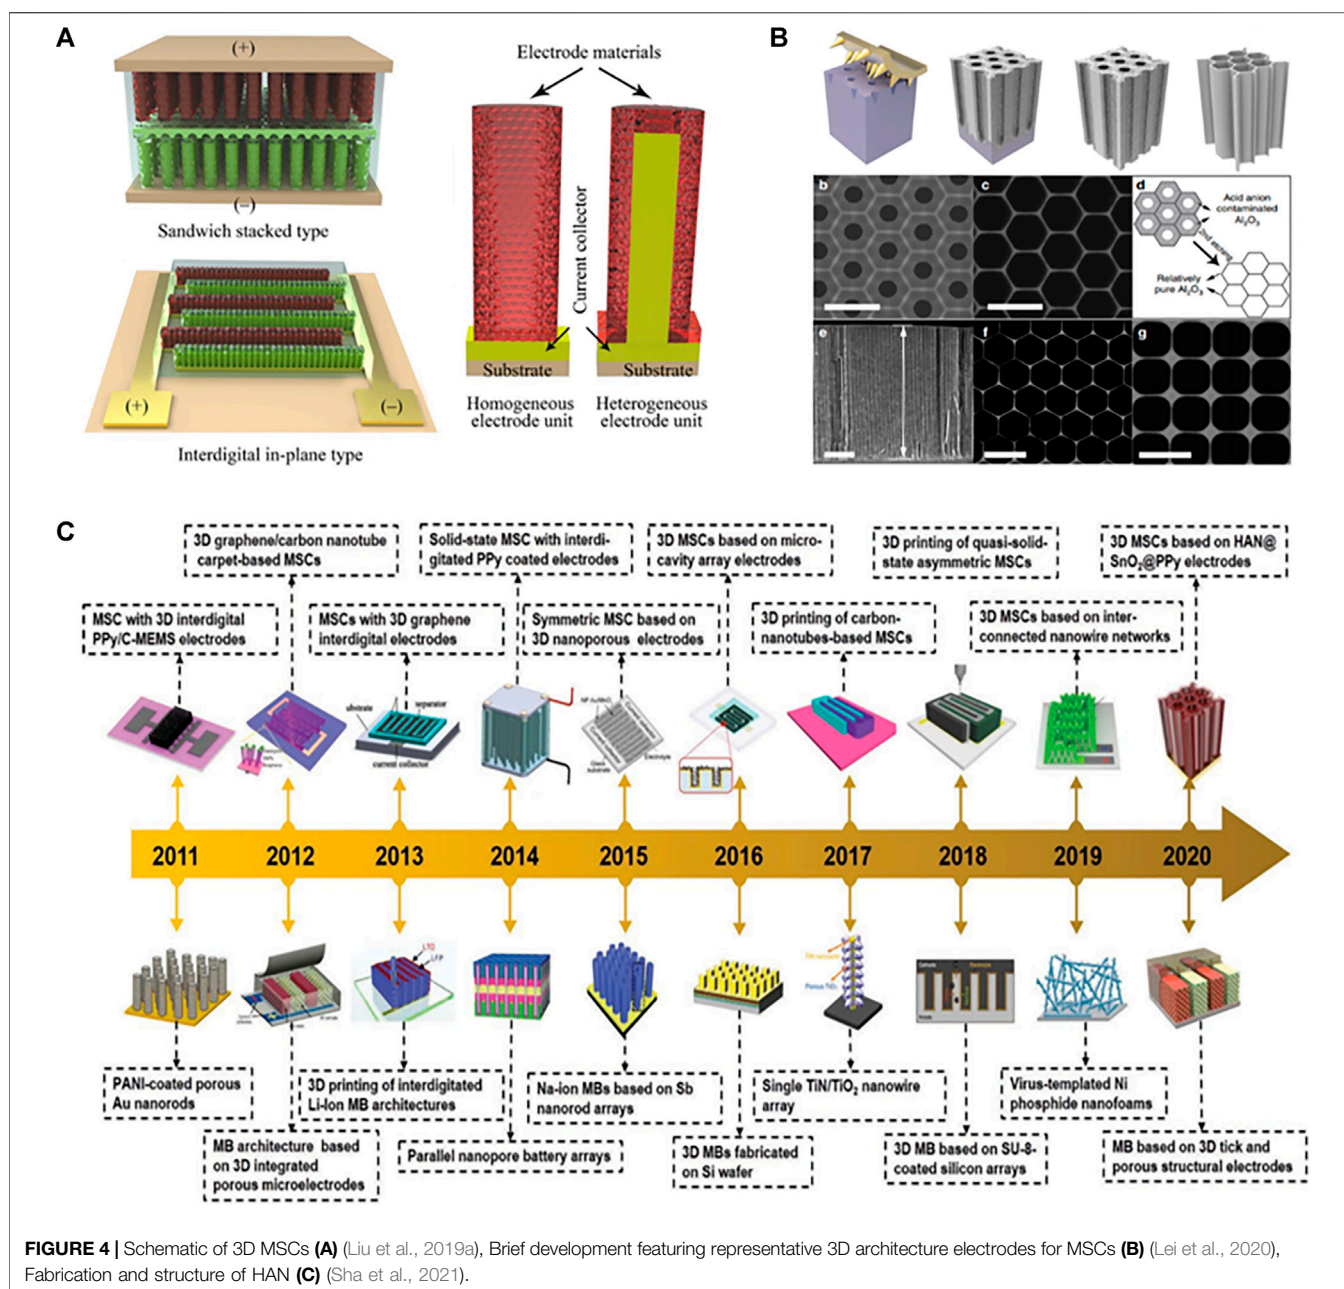 A
(+)
(−)
Sandwich stacked type
(+)
(−)
Interdigital in-plane type
Electrode materials
Current collector
Substrate
Substrate
Homogeneous
electrode unit
Heterogeneous
electrode unit
B
b
c
d
Acid anion
contaminated
Al2O3
2nd etching
Relatively
pure Al2O3
e
f
g
C
3D graphene/carbon nanotube
carpet-based MSCs
Solid-state MSC with interdi-
gitated PPy coated electrodes
3D MSCs based on micro-
cavity array electrodes
3D printing of quasi-solid-
state asymmetric MSCs
3D MSCs based on HAN@
SnO2@PPy electrodes
MSC with 3D interdigital
PPy/C-MEMS electrodes
MSCs with 3D graphene
interdigital electrodes
Symmetric MSC based on
3D nanoporous electrodes
3D printing of carbon-
nanotubes-based MSCs
3D MSCs based on inter-
connected nanowire networks
ubstrate
separator
current collector
Electrolyte
2011
2012
2013
2014
2015
2016
2017
2018
2019
2020
LTO
LFP
Porous TiO2
PANI-coated porous
Au nanorods
3D printing of interdigitated
Li-Ion MB architectures
Na-ion MBs based on Sb
nanorod arrays
Single TiN/TiO2 nanowire
array
Virus-templated Ni
phosphide nanofoams
MB architecture based
on 3D integrated
porous microelectrodes
Parallel nanopore battery arrays
3D MBs fabricated
on Si wafer
3D MB based on SU-8-
coated silicon arrays
MB based on 3D tick and
porous structural electrodes
FIGURE 4 | Schematic of 3D MSCs (A) (Liu et al., 2019a), Brief development featuring representative 3D architecture electrodes for MSCs (B) (Lei et al., 2020),
Fabrication and structure of HAN (C) (Sha et al., 2021).